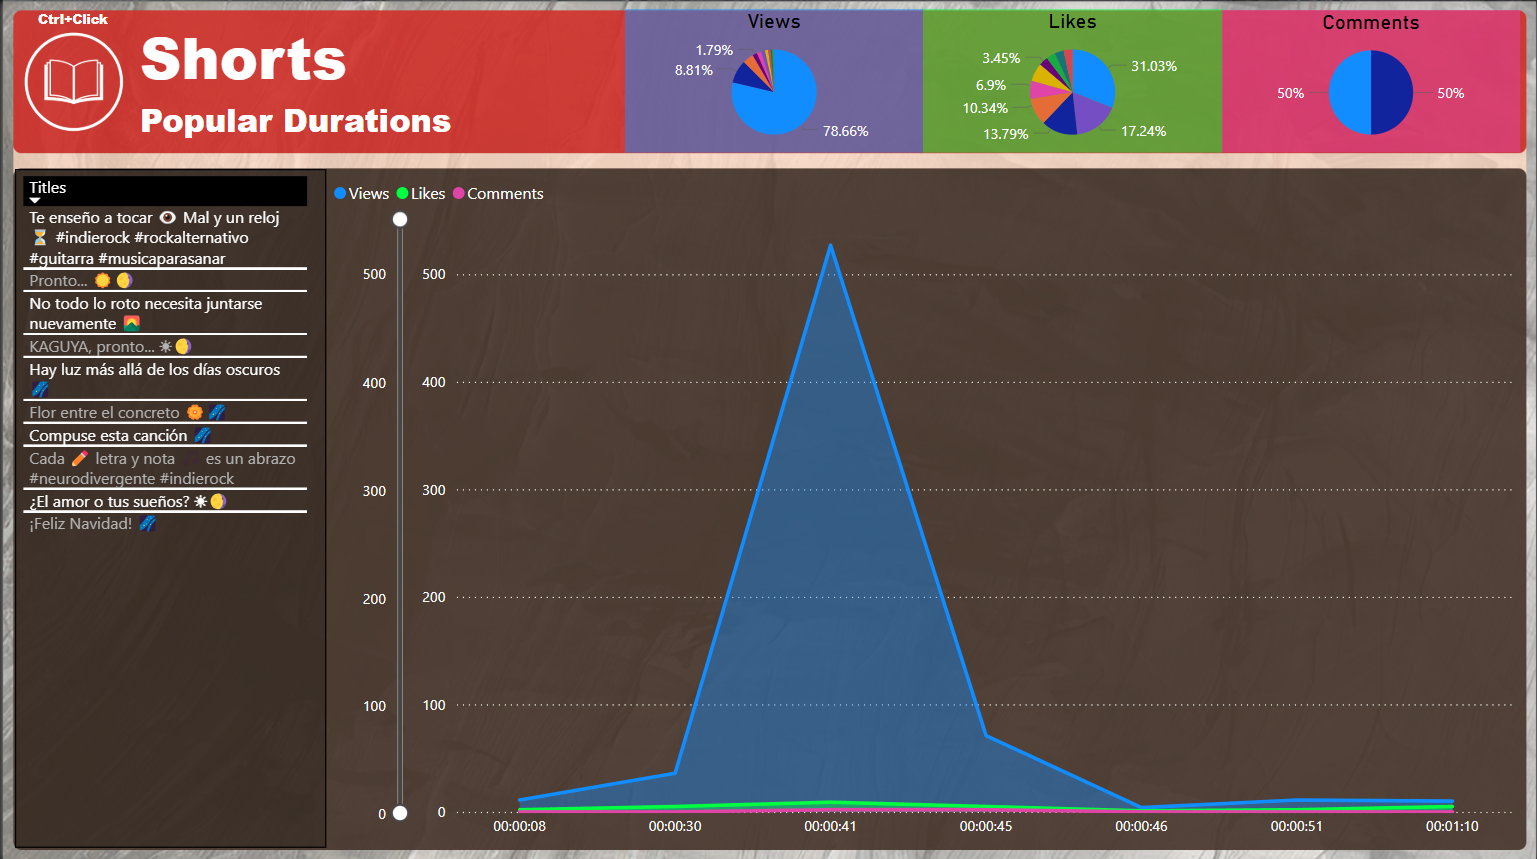 Ctrl+Click
Shorts
Popular Durations
Views
1.79%
8.81%
78.66%
Likes
3.45%
6.9%
10.34%
13.79%
31.03%
17.24%
Comments
50%
50%
Titles
Te enseño a tocar 👁️ Mal y un reloj
⏳ #indierock #rockalternativo
#guitarra #musicaparasanar
Pronto... 🌞 🌖
No todo lo roto necesita juntarse
nuevamente 🌄
KAGUYA, pronto... ☀🌖
Hay luz más allá de los días oscuros
🌌
Flor entre el concreto 🌼 🌌
Compuse esta canción 🌌
Cada ✏️ letra y nota es un abrazo
#neurodivergente #indierock
¿El amor o tus sueños? ☀🌖
¡Feliz Navidad! 🌌
Views Likes Comments
500 500
400 400
300 300
200 200
100 100
0 0
00:00:08 00:00:30 00:00:41 00:00:45 00:00:46 00:00:51 00:01:10